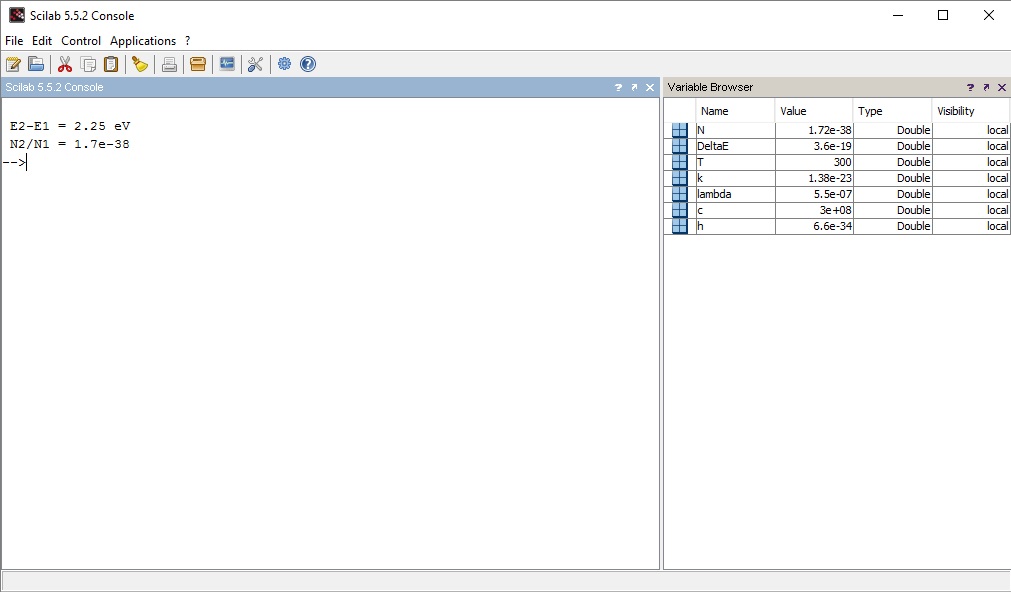 Scilab 5.5.2 Console
File Edit Control Applications ?
Scilab 5.5.2 Console
E2-E1 = 2.25 eV
N2/N1 = 1.7e-38
-->
Variable Browser
Name Value Type Visibility
N 1.72e-38 Double local
DeltaE 3.6e-19 Double local
T 300 Double local
k 1.38e-23 Double local
lambda 5.5e-07 Double local
c 3e+08 Double local
h 6.6e-34 Double local